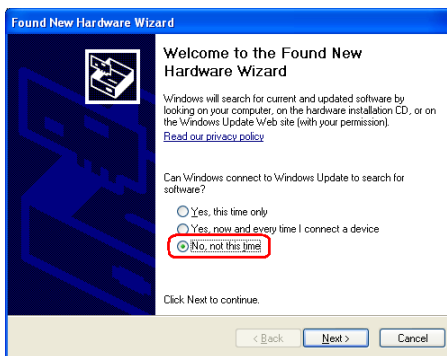 Found New Hardware Wizard
Welcome to the Found New
Hardware Wizard
Windows will search for current and updated software by
looking on your computer, on the hardware installation CD, or on
the Windows Update Web site (with your permission).
Read our privacy policy
Can Windows connect to Windows Update to search for
software?
Yes, this time only
Yes, now and every time I connect a device
No, not this time
Click Next to continue.
< Back Next > Cancel